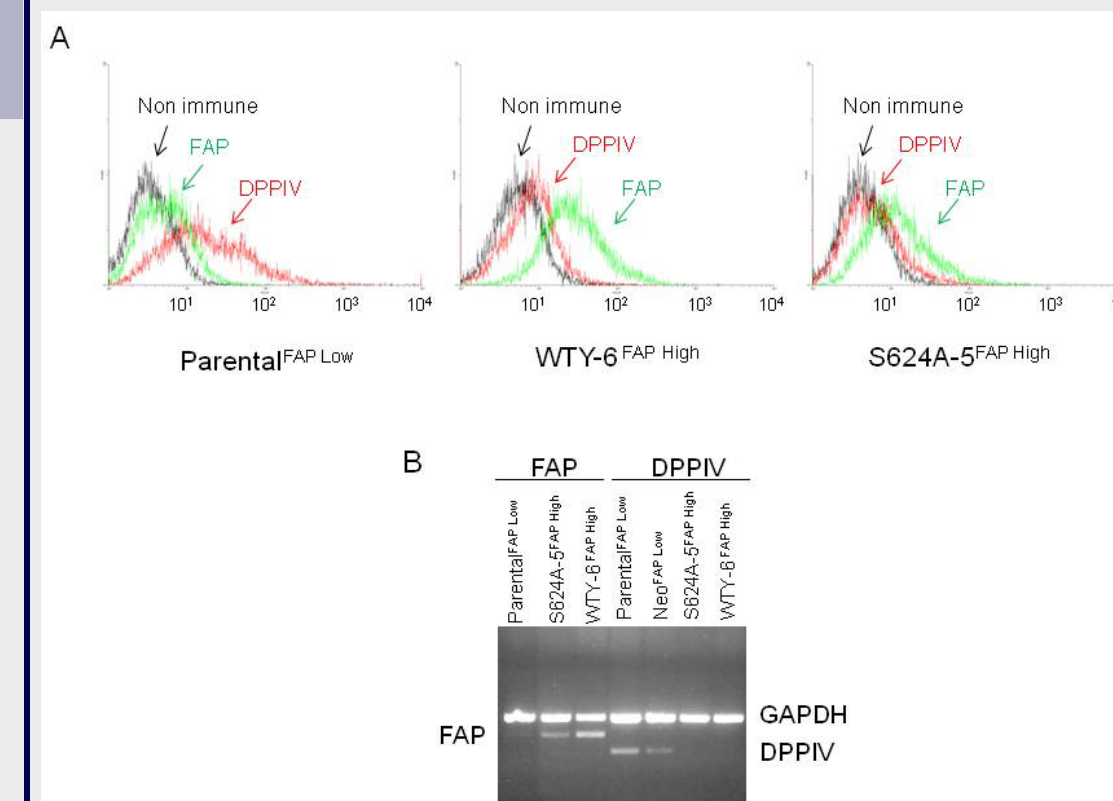 A
Non immune
FAP
DPPIV
10¹ 10² 10³ 10⁴
Parental^FAP Low
Non immune
DPPIV
FAP
10¹ 10² 10³ 10⁴
WTY-6 ^FAP High
Non immune
DPPIV
FAP
10¹ 10² 10³
S624A-5^FAP High
B
FAP DPPIV
Parental^FAP Low
S624A-5^FAP High
WTY-6^FAP High
Parental^FAP Low
Neo^FAP Low
S624A-5^FAP High
WTY-6^FAP High
GAPDH
FAP
DPPIV